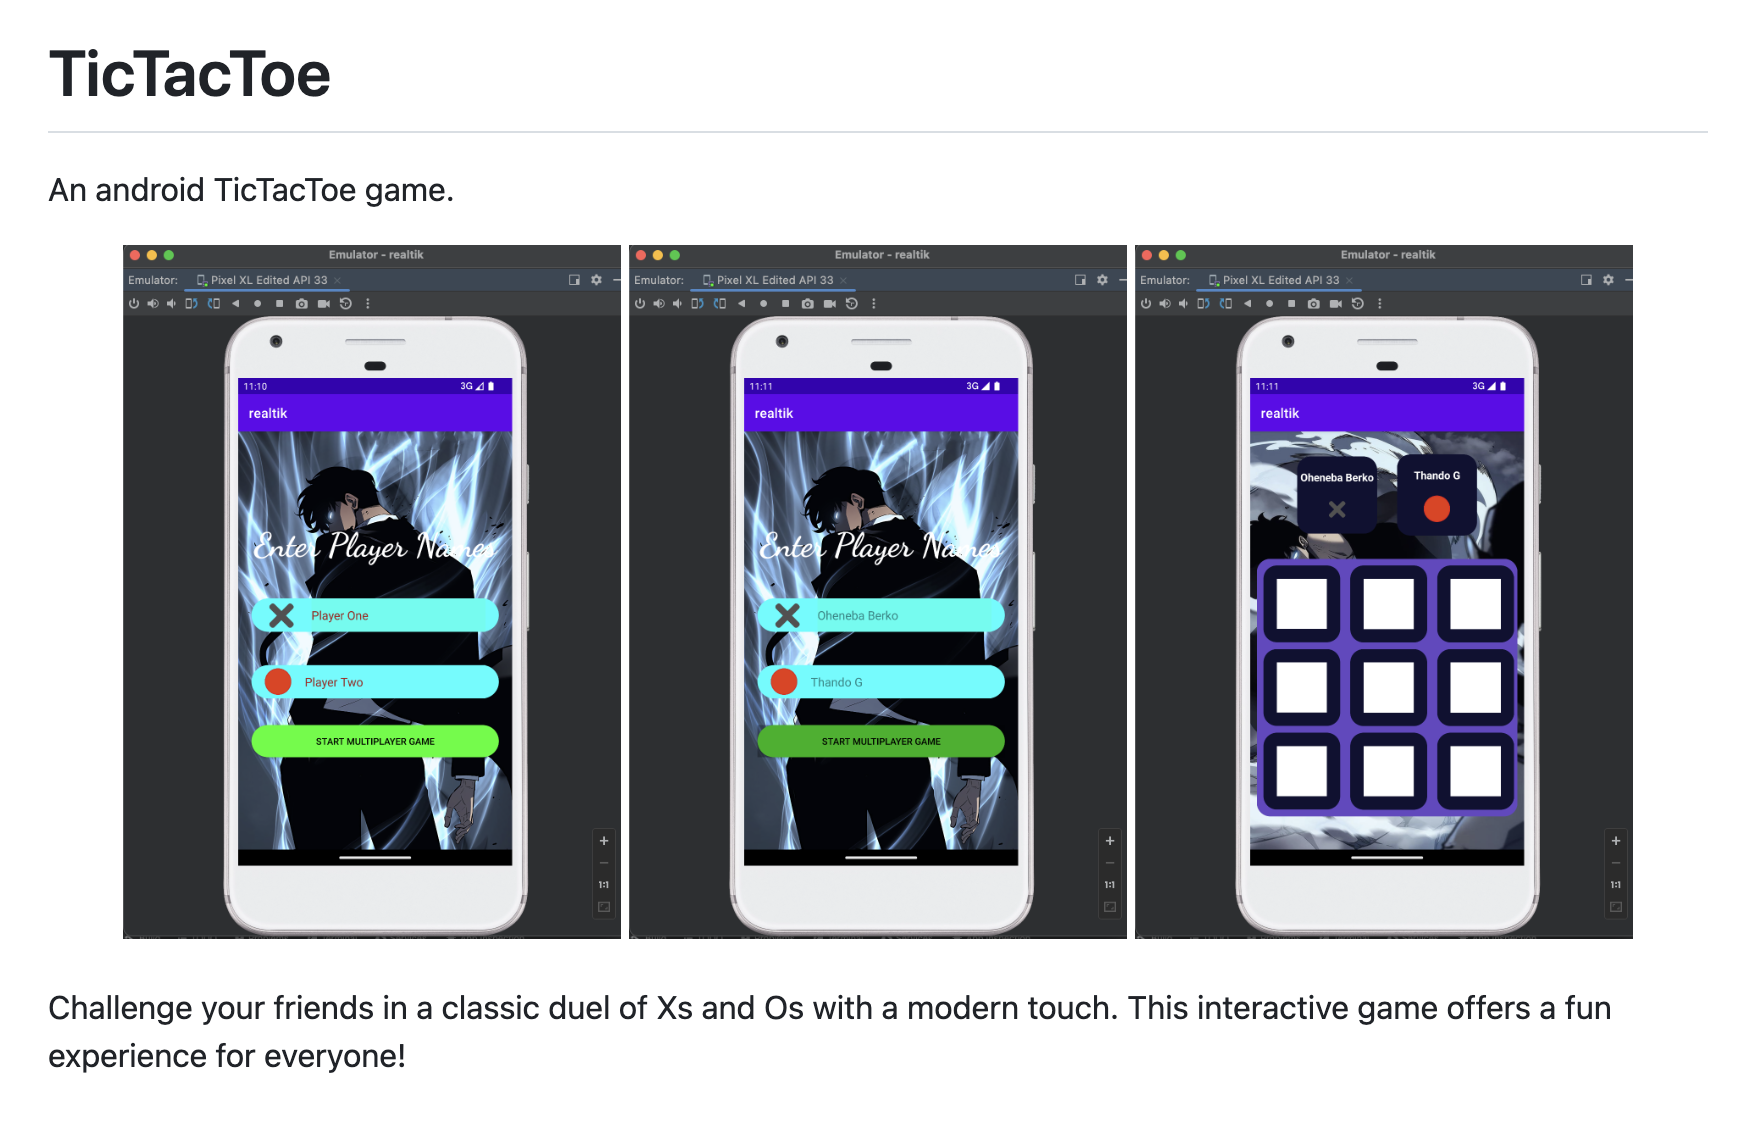 TicTacToe
An android TicTacToe game.
Emulator - realtik
Emulator: Pixel XL Edited API 33
11:10 3G
realtik
Enter Player Names
Player One
Player Two
START MULTIPLAYER GAME
1:1
Emulator - realtik
Emulator: Pixel XL Edited API 33
11:11 3G
realtik
Enter Player Names
Oheneba Berko
Thando G
START MULTIPLAYER GAME
1:1
Emulator - realtik
Emulator: Pixel XL Edited API 33
11:11 3G
realtik
Oheneba Berko
Thando G
1:1
Challenge your friends in a classic duel of Xs and Os with a modern touch. This interactive game offers a fun
experience for everyone!